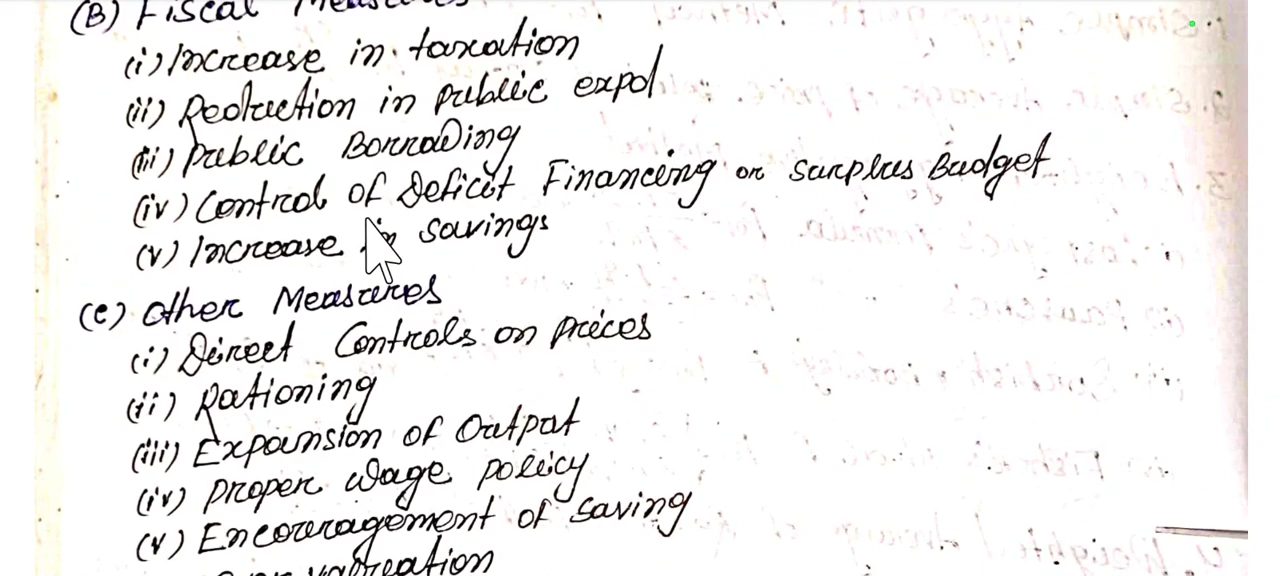 (B) Fiscal Measures
(i) Increase in taxation
(ii) Reduction in public expd
(iii) Public Borrowing
(iv) Control of Deficit Financing or Surplus Budget
(v) Increase in savings
(C) Other Measures
(i) Direct Controls on prices
(ii) Rationing
(iii) Expansion of Output
(iv) Proper wage policy
(v) Encouragement of saving